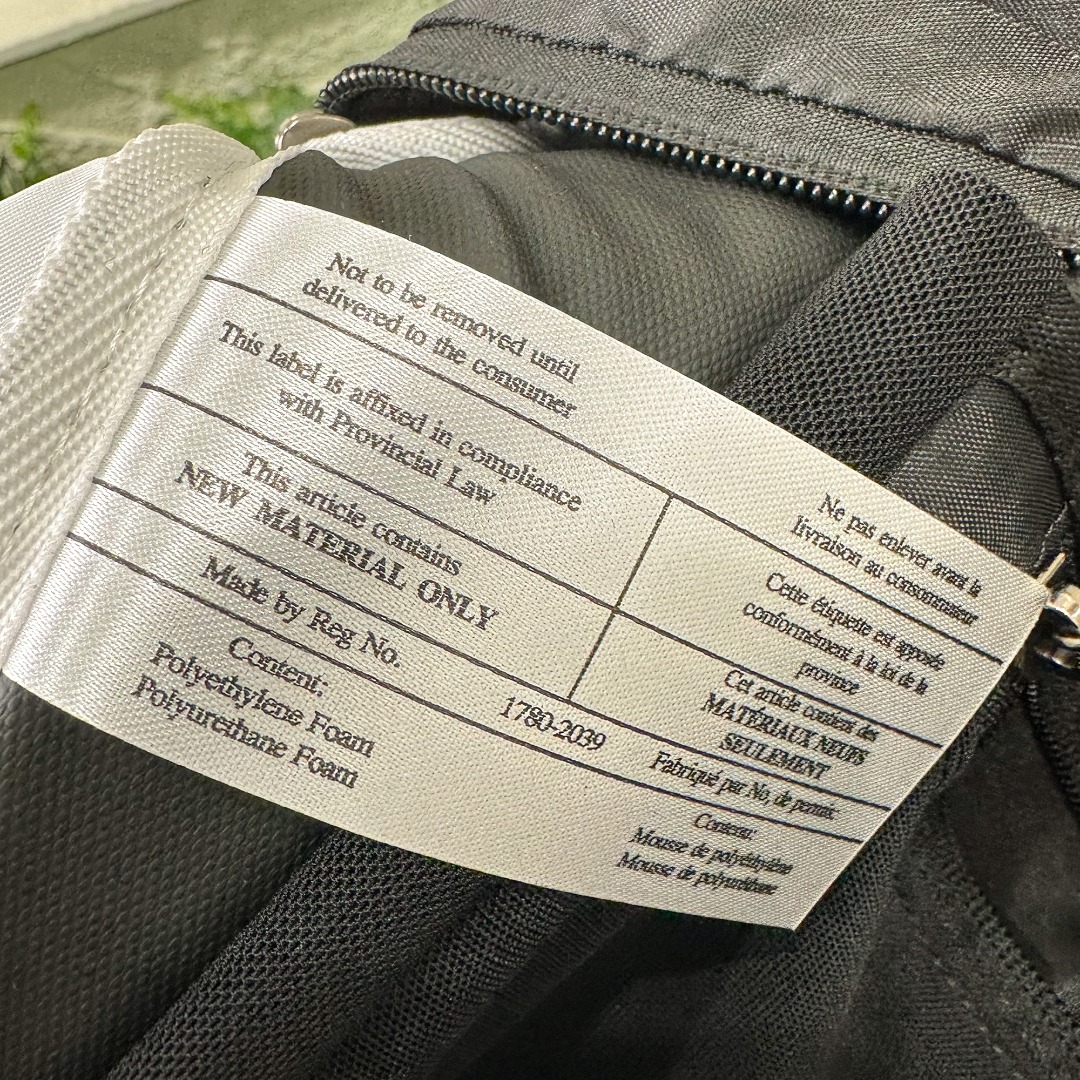 Not to be removed until
delivered to the consumer
This label is affixed in compliance
with Provincial Law
This article contains
NEW MATERIAL ONLY
Made by Reg No.
1780-2039
Content:
Polyethylene Foam
Polyurethane Foam
Ne pas enlever avant la
livraison au consommateur
Cette étiquette est apposée
conformément à la loi de la
province
Cet article contient des
MATÉRIAUX NEUFS
SEULEMENT
Fabriqué par No, de permis:
Contenu:
Mousse de polyéthylène
Mousse de polyuréthane